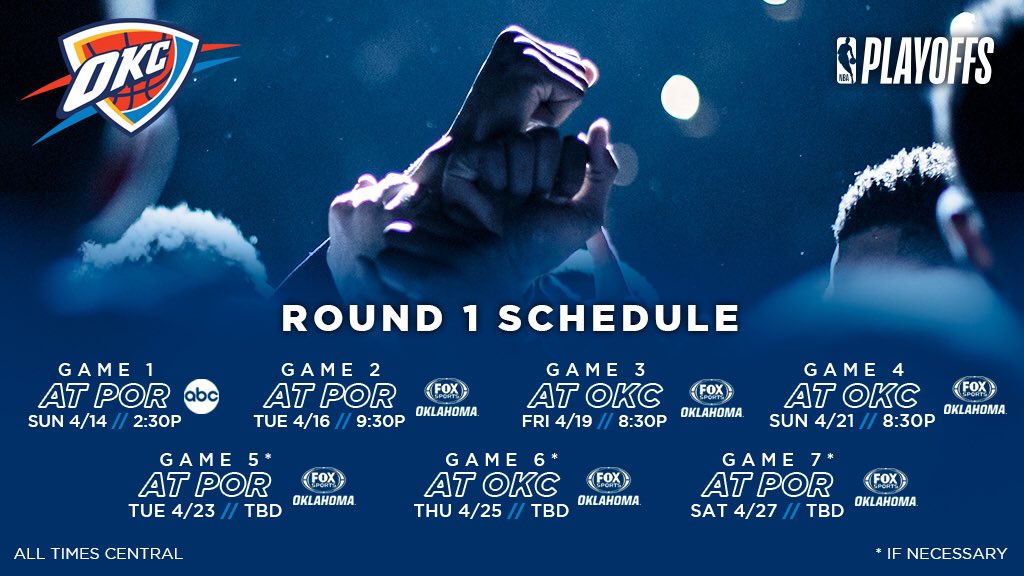 OKC
NBA
PLAYOFFS
ROUND 1 SCHEDULE
GAME 1
AT POR
abc
SUN 4/14 // 2:30P
GAME 2
AT POR
FOX
SPORTS
OKLAHOMA
TUE 4/16 // 9:30P
GAME 3
AT OKC
FOX
SPORTS
OKLAHOMA
FRI 4/19 // 8:30P
GAME 4
AT OKC
FOX
SPORTS
OKLAHOMA
SUN 4/21 // 8:30P
GAME 5*
AT POR
FOX
SPORTS
OKLAHOMA
TUE 4/23 // TBD
GAME 6*
AT OKC
FOX
SPORTS
OKLAHOMA
THU 4/25 // TBD
GAME 7*
AT POR
FOX
SPORTS
OKLAHOMA
SAT 4/27 // TBD
ALL TIMES CENTRAL
* IF NECESSARY